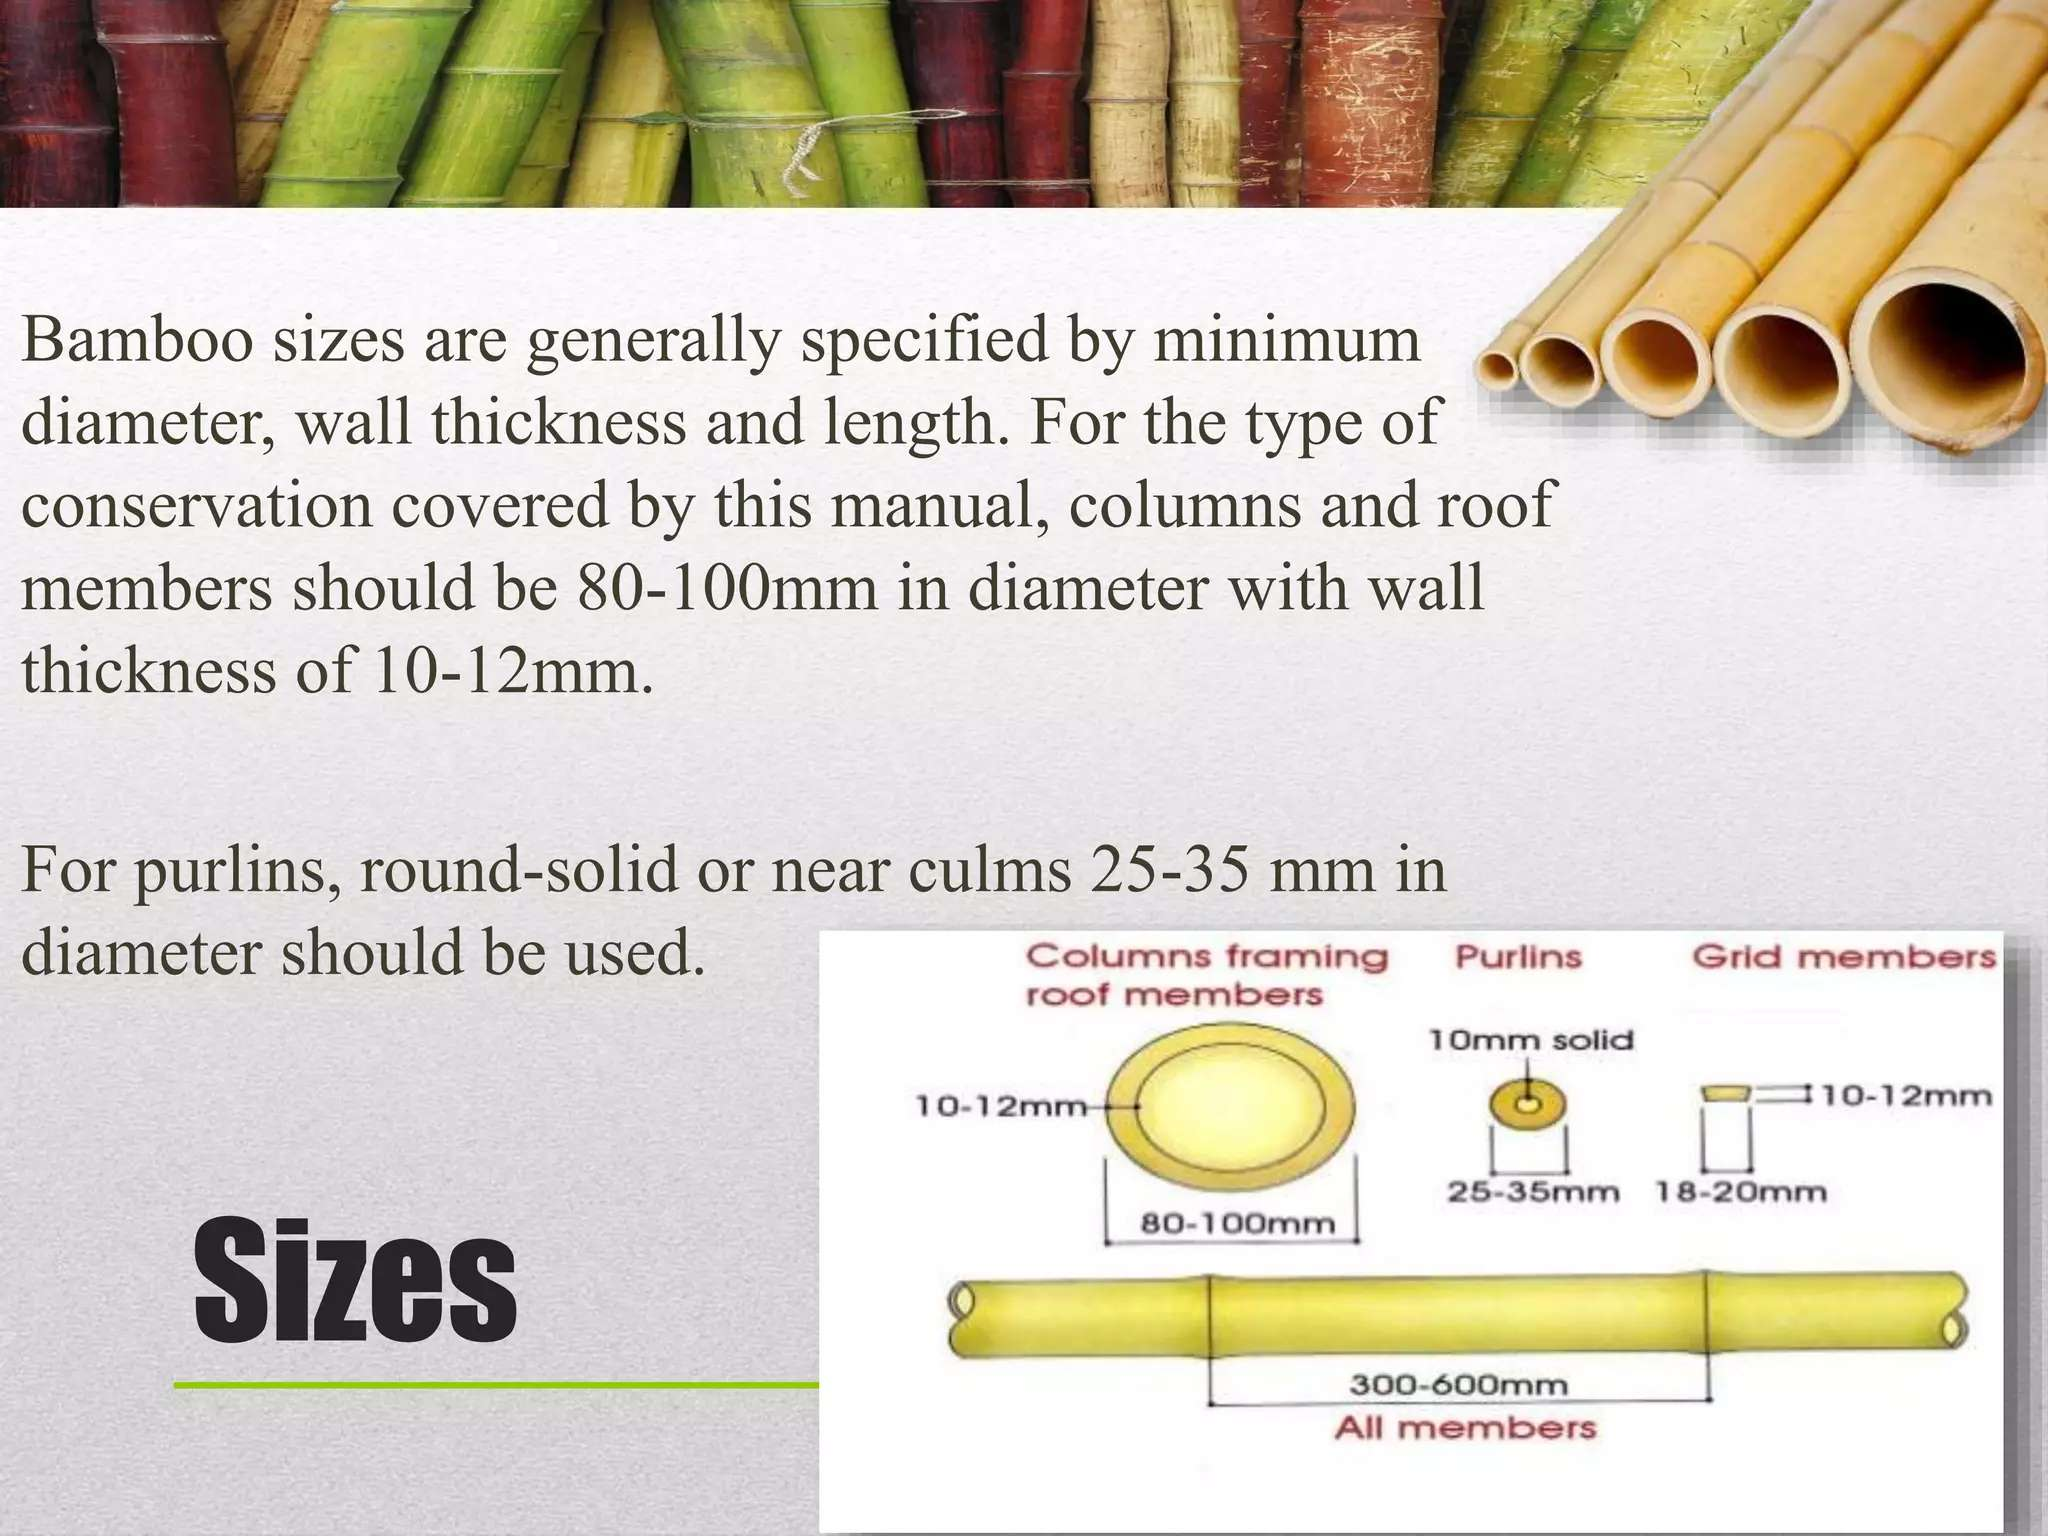 Bamboo sizes are generally specified by minimum
diameter, wall thickness and length. For the type of
conservation covered by this manual, columns and roof
members should be 80-100mm in diameter with wall
thickness of 10-12mm.
For purlins, round-solid or near culms 25-35 mm in
diameter should be used.
Sizes
Columns framing
roof members
Purlins
Grid members
10mm solid
10-12mm
10-12mm
80-100mm
25-35mm
18-20mm
300-600mm
All members